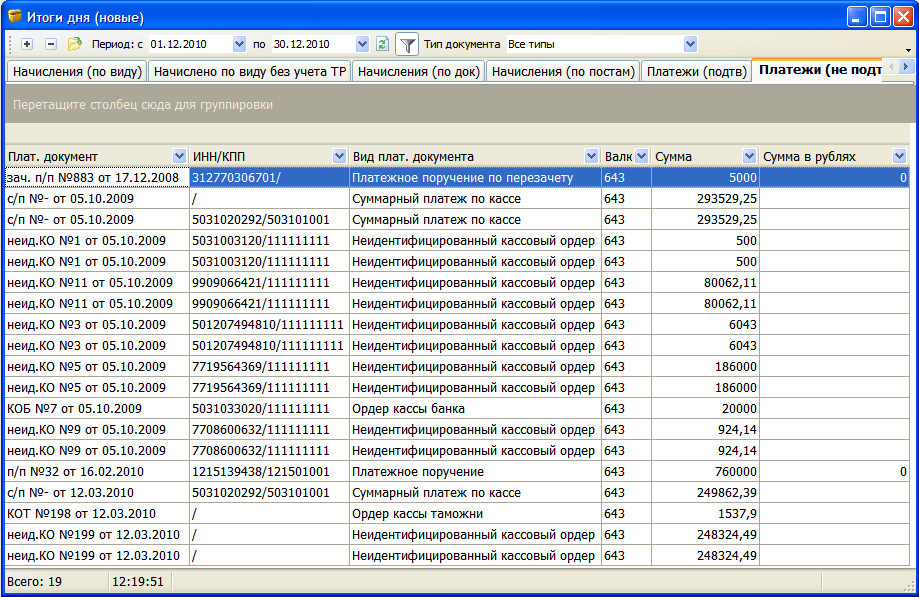 Итоги дня (новые)
Период: с 01.12.2010 по 30.12.2010 Тип документа Все типы
Начисления (по виду) Начислено по виду без учета ТР Начисления (по док) Начисления (по постам) Платежи (подтв) Платежи (не подт
Перетащите столбец сюда для группировки
Плат. документ ИНН/КПП Вид плат. документа Валк Сумма Сумма в рублях
зач. п/п №883 от 17.12.2008 312770306701/ Платежное поручение по перезачету 643 5000 0
с/п №- от 05.10.2009 / Суммарный платеж по кассе 643 293529,25
с/п №- от 05.10.2009 5031020292/503101001 Суммарный платеж по кассе 643 293529,25
неид.КО №1 от 05.10.2009 5031003120/111111111 Неидентифицированный кассовый ордер 643 500
неид.КО №1 от 05.10.2009 5031003120/111111111 Неидентифицированный кассовый ордер 643 500
неид.КО №11 от 05.10.2009 9909066421/111111111 Неидентифицированный кассовый ордер 643 80062,11
неид.КО №11 от 05.10.2009 9909066421/111111111 Неидентифицированный кассовый ордер 643 80062,11
неид.КО №3 от 05.10.2009 501207494810/111111111 Неидентифицированный кассовый ордер 643 6043
неид.КО №3 от 05.10.2009 501207494810/111111111 Неидентифицированный кассовый ордер 643 6043
неид.КО №5 от 05.10.2009 7719564369/111111111 Неидентифицированный кассовый ордер 643 186000
неид.КО №5 от 05.10.2009 7719564369/111111111 Неидентифицированный кассовый ордер 643 186000
КОБ №7 от 05.10.2009 5031033020/111111111 Ордер кассы банка 643 20000
неид.КО №9 от 05.10.2009 7708600632/111111111 Неидентифицированный кассовый ордер 643 924,14
неид.КО №9 от 05.10.2009 7708600632/111111111 Неидентифицированный кассовый ордер 643 924,14
п/п №32 от 16.02.2010 1215139438/121501001 Платежное поручение 643 760000 0
с/п №- от 12.03.2010 5031020292/503101001 Суммарный платеж по кассе 643 249862,39
КОТ №198 от 12.03.2010 / Ордер кассы таможни 643 1537,9
неид.КО №199 от 12.03.2010 / Неидентифицированный кассовый ордер 643 248324,49
неид.КО №199 от 12.03.2010 / Неидентифицированный кассовый ордер 643 248324,49
Всего: 19 12:19:51